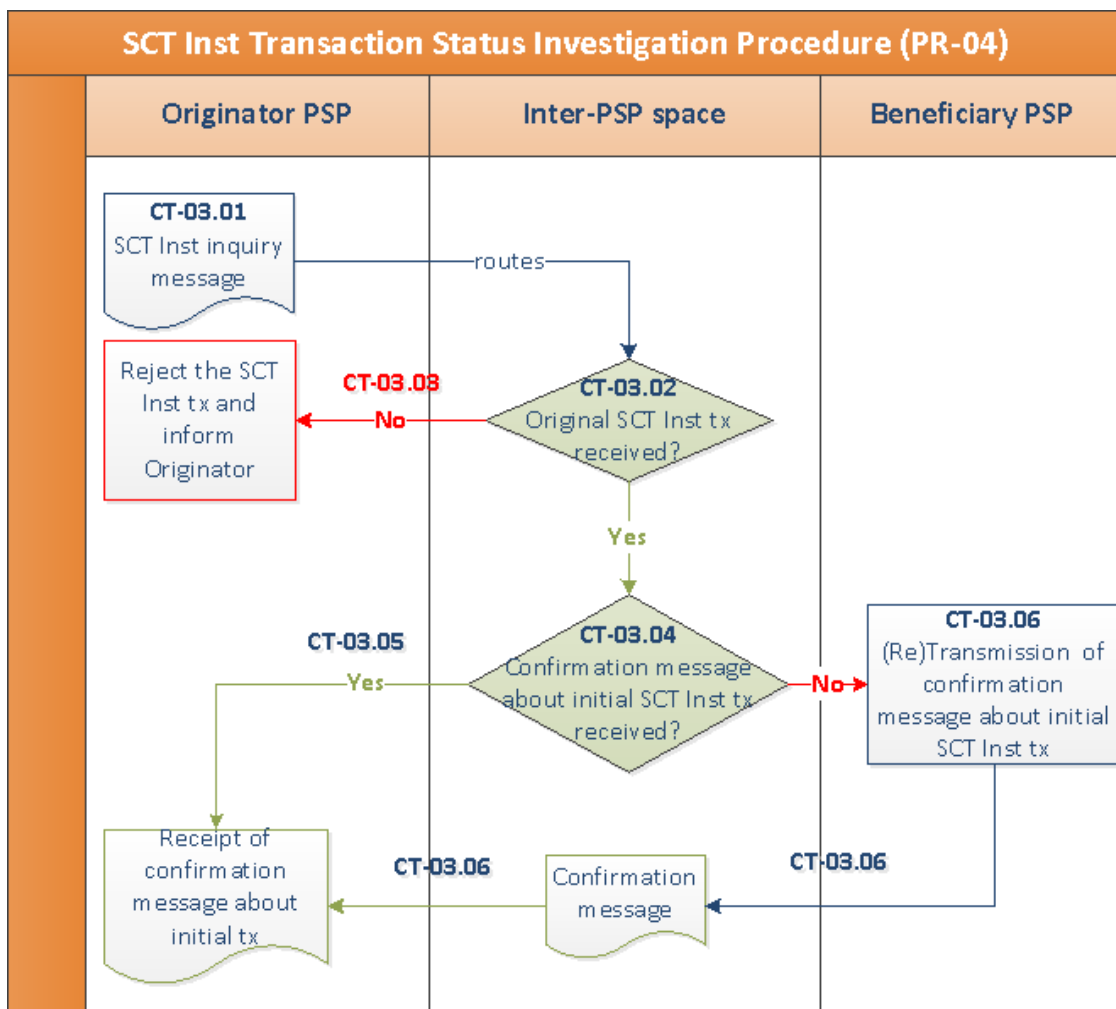 SCT Inst Transaction Status Investigation Procedure (PR-04)
Originator PSP
Inter-PSP space
Beneficiary PSP
CT-03.01
SCT Inst inquiry
message
routes
Reject the SCT
Inst tx and
inform
Originator
CT-03.03
No
CT-03.02
Original SCT Inst tx
received?
Yes
CT-03.05
Yes
CT-03.04
Confirmation message
about initial SCT Inst tx
received?
No
CT-03.06
(Re)Transmission of
confirmation
message about initial
SCT Inst tx
Receipt of
confirmation
message about
initial tx
CT-03.06
Confirmation
message
CT-03.06